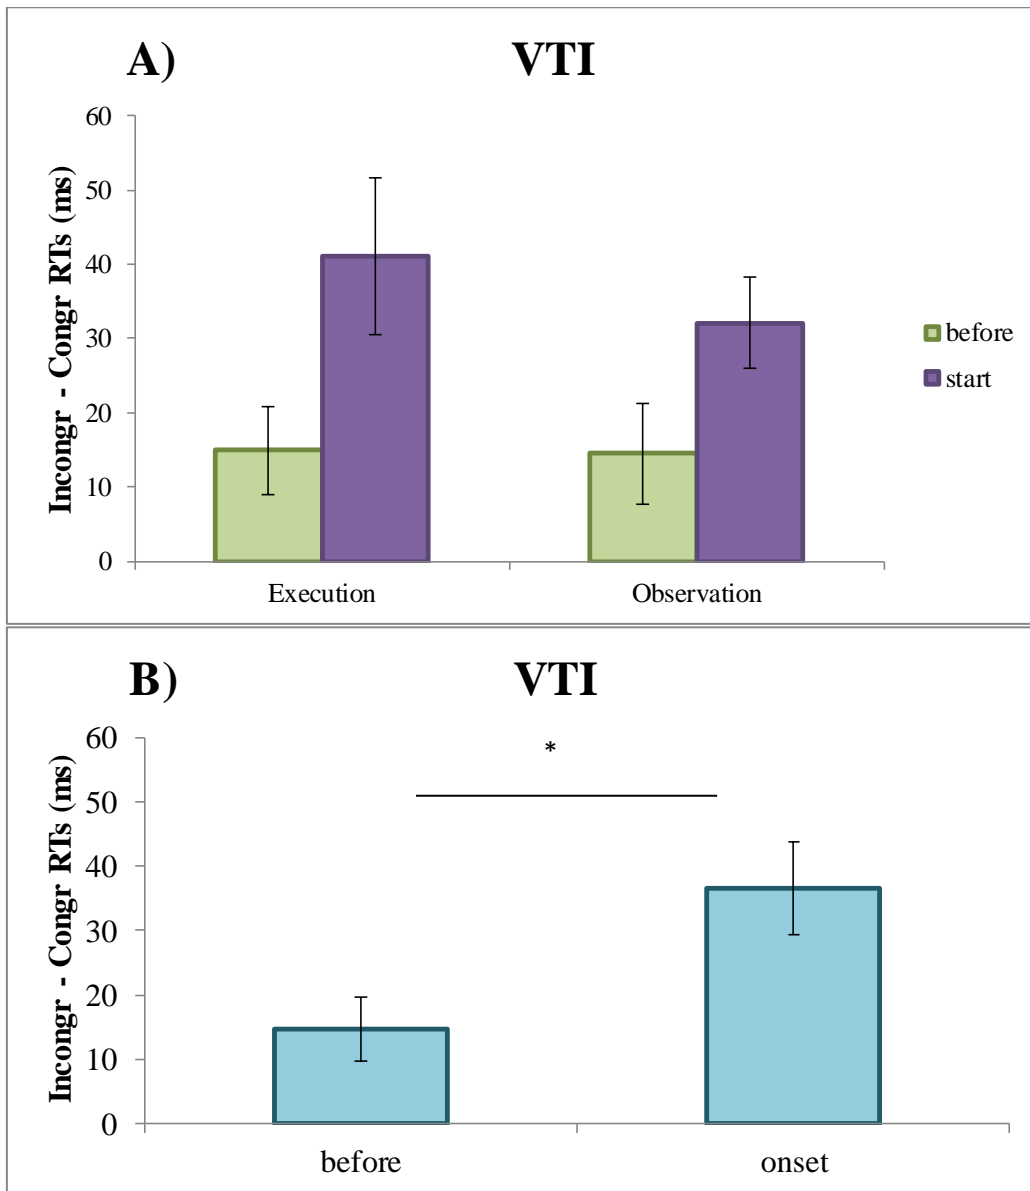 A) VTI
Incongr - Congr RTs (ms)
60
50
40
30
20
10
0
Execution Observation
before
start
B) VTI
Incongr - Congr RTs (ms)
60
50
40
30
20
10
0
*
before onset